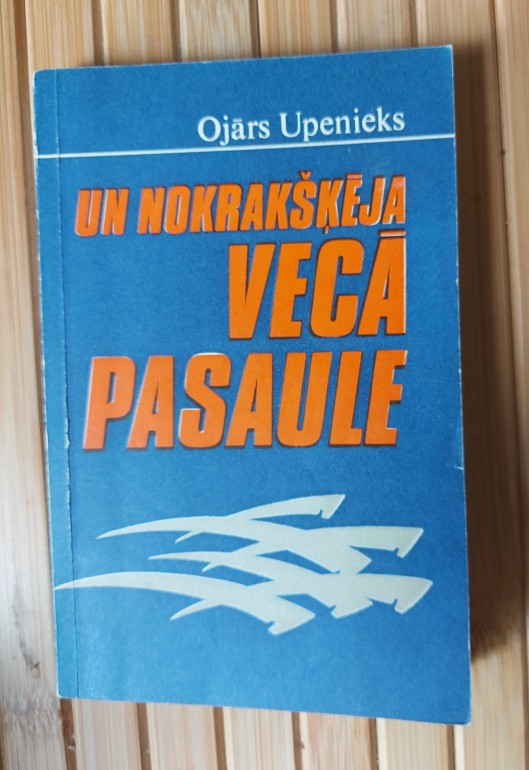 Ojārs Upenieks
UN NOKRAKŠĶĒJA
VECĀ
PASAULE